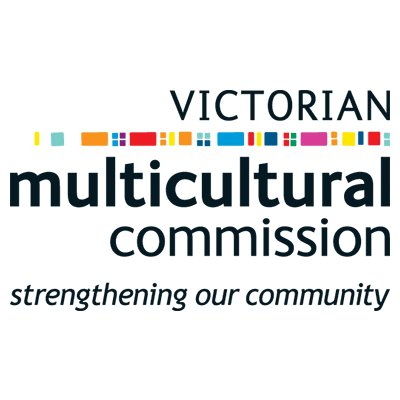 VICTORIAN
multicultural
commission
strengthening our community